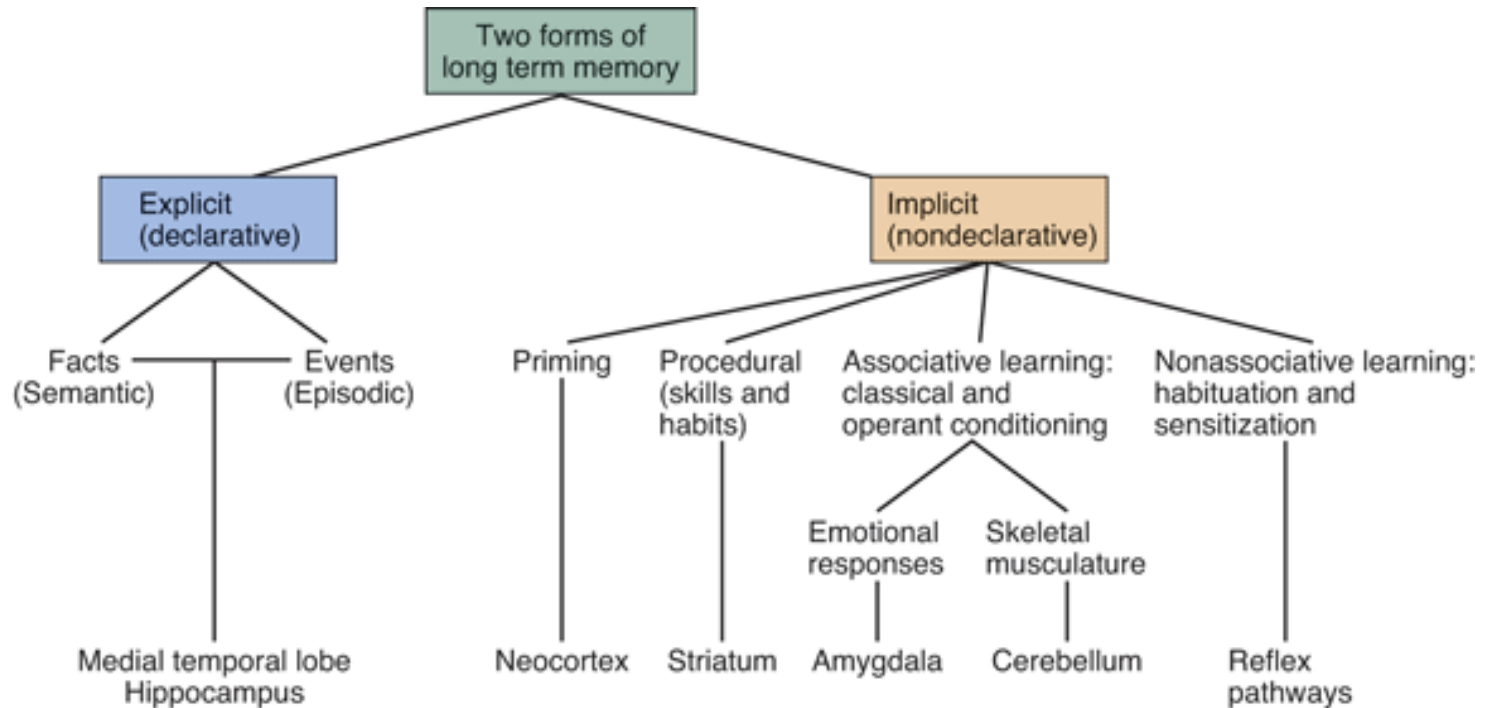 Two forms of
long term memory
Explicit
(declarative)
Implicit
(nondeclarative)
Facts
(Semantic)
Events
(Episodic)
Priming
Procedural
(skills and
habits)
Associative learning:
classical and
operant conditioning
Nonassociative learning:
habituation and
sensitization
Emotional
responses
Skeletal
musculature
Medial temporal lobe
Hippocampus
Neocortex
Striatum
Amygdala
Cerebellum
Reflex
pathways